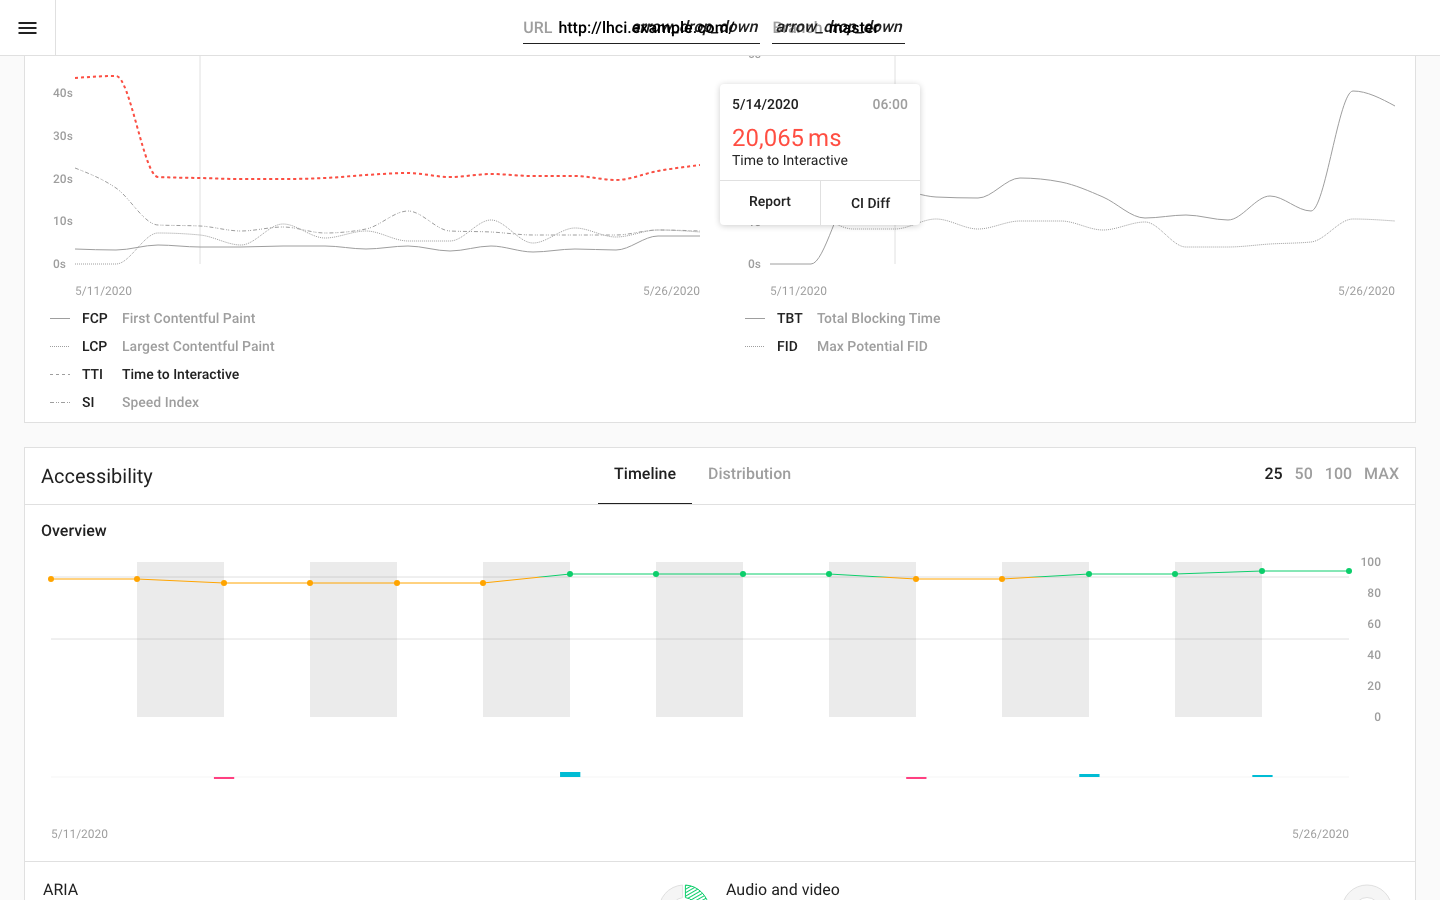 URL http://lhci.example.com/ arrow_drop_down Branch master arrow_drop_down
40s
30s
20s
10s
0s
5/11/2020 5/26/2020
FCP First Contentful Paint
LCP Largest Contentful Paint
TTI Time to Interactive
SI Speed Index
5/14/2020 06:00
20,065 ms
Time to Interactive
Report CI Diff
0s
5/11/2020 5/26/2020
TBT Total Blocking Time
FID Max Potential FID
Accessibility Timeline Distribution 25 50 100 MAX
Overview
100
80
60
40
20
0
5/11/2020 5/26/2020
ARIA Audio and video